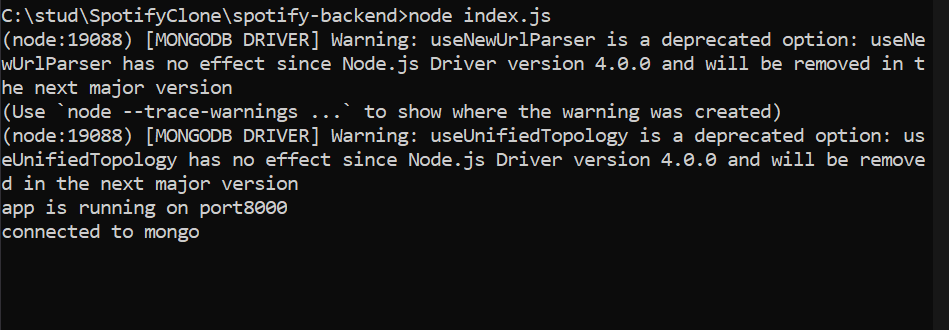 C:\stud\SpotifyClone\spotify-backend>node index.js
(node:19088) [MONGODB DRIVER] Warning: useNewUrlParser is a deprecated option: useNe
wUrlParser has no effect since Node.js Driver version 4.0.0 and will be removed in t
he next major version
(Use `node --trace-warnings ...` to show where the warning was created)
(node:19088) [MONGODB DRIVER] Warning: useUnifiedTopology is a deprecated option: us
eUnifiedTopology has no effect since Node.js Driver version 4.0.0 and will be remove
d in the next major version
app is running on port8000
connected to mongo